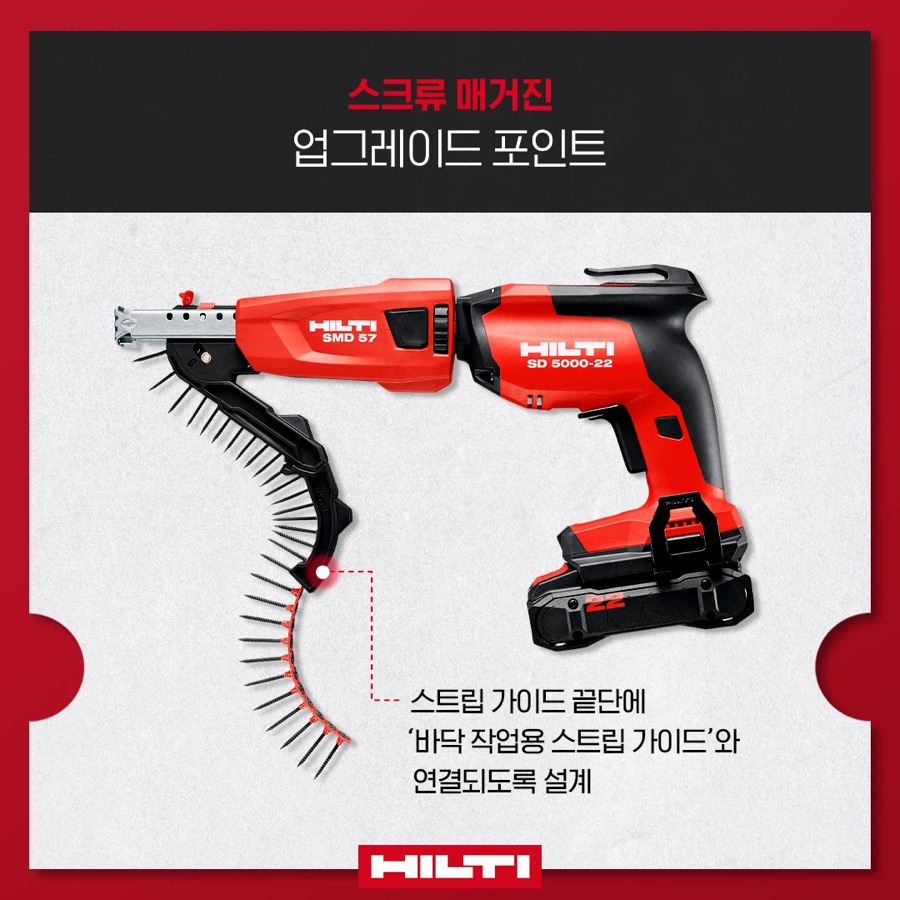 스크류 매거진
업그레이드 포인트
HILTI
SMD 57
HILTI
SD 5000-22
HILTI
22
스트립 가이드 끝단에
‘바닥 작업용 스트립 가이드’와
연결되도록 설계
HILTI